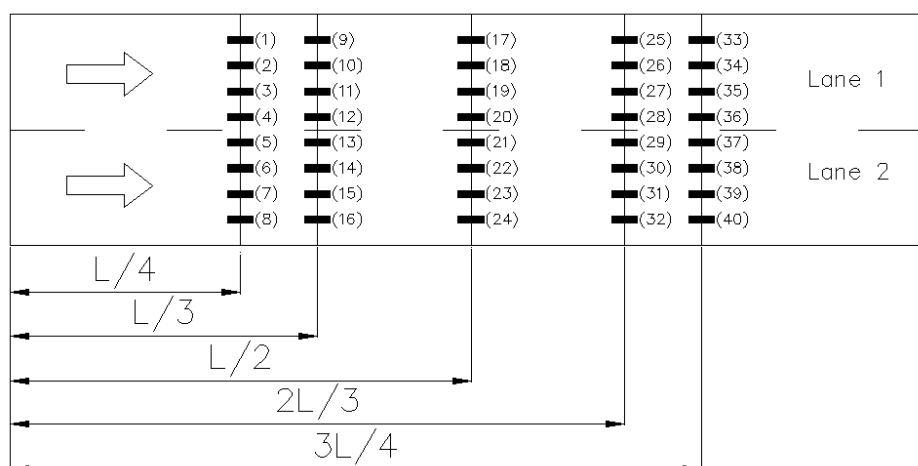 (1) (9) (17) (25) (33)
(2) (10) (18) (26) (34)
(3) (11) (19) (27) (35) Lane 1
(4) (12) (20) (28) (36)
(5) (13) (21) (29) (37)
(6) (14) (22) (30) (38) Lane 2
(7) (15) (23) (31) (39)
(8) (16) (24) (32) (40)
L/4
L/3
L/2
2L/3
3L/4